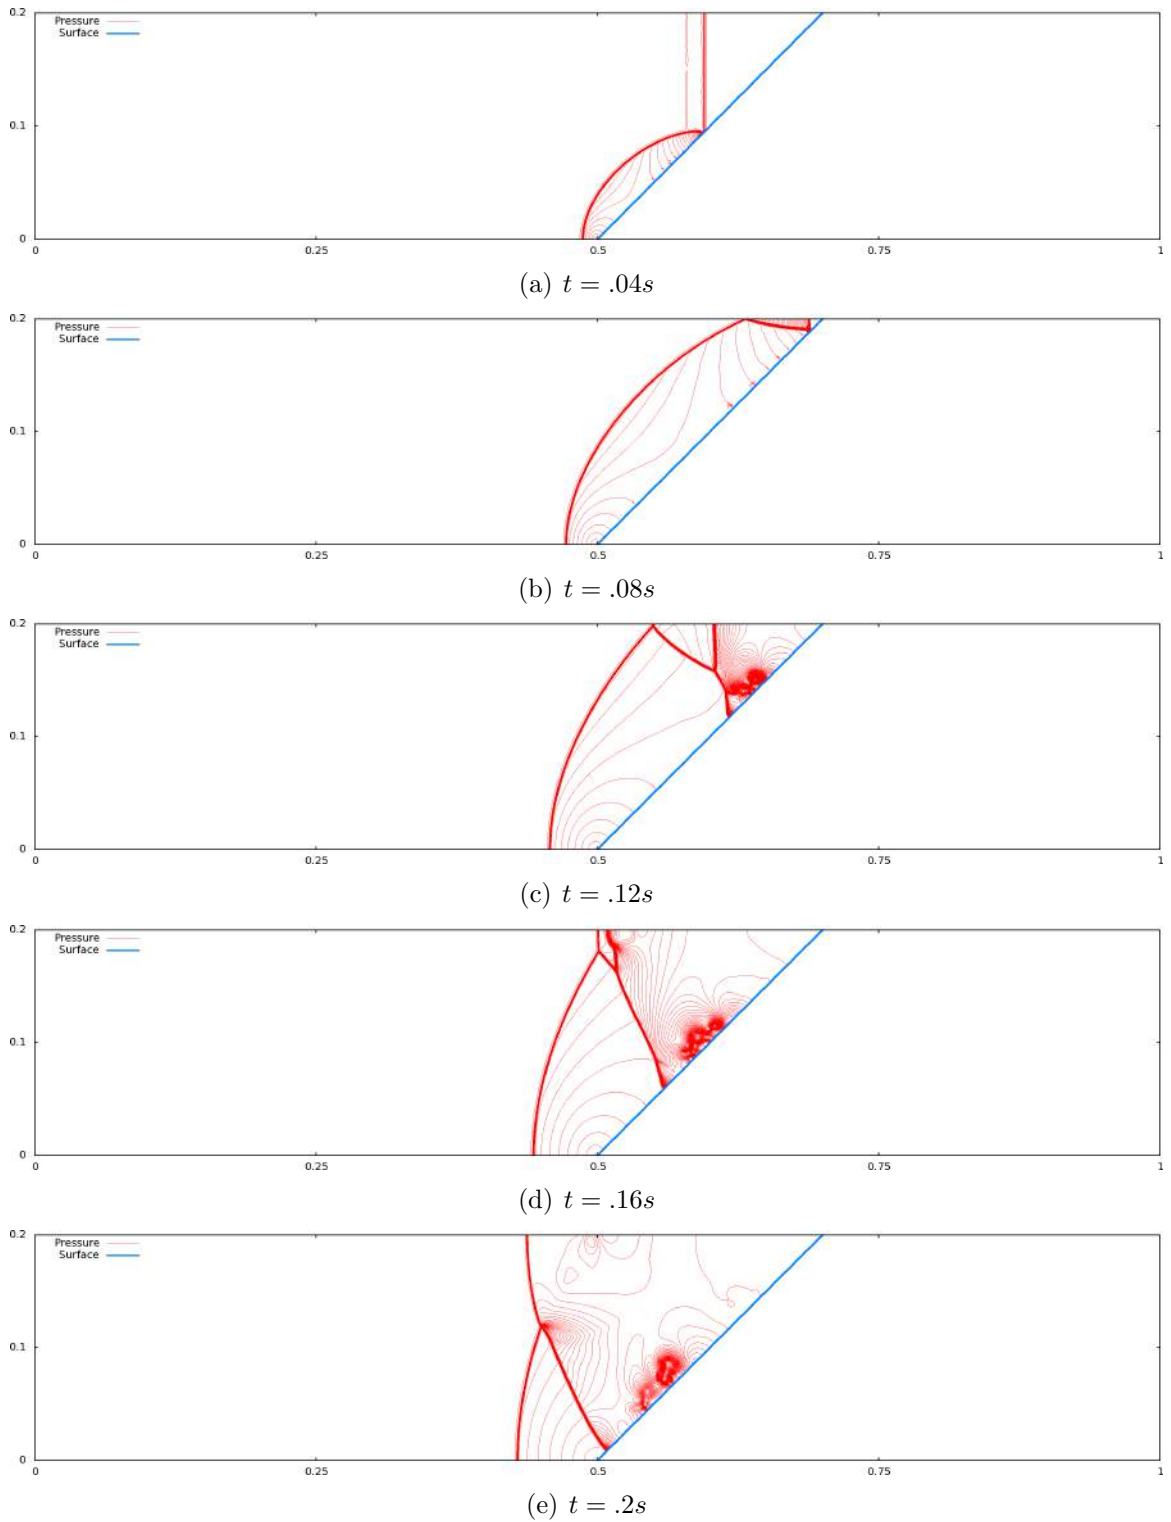 0.2
Pressure
Surface
0.1
0
0 0.25 0.5 0.75 1
(a) t = .04s
0.2
Pressure
Surface
0.1
0
0 0.25 0.5 0.75 1
(b) t = .08s
0.2
Pressure
Surface
0.1
0
0 0.25 0.5 0.75 1
(c) t = .12s
0.2
Pressure
Surface
0.1
0
0 0.25 0.5 0.75 1
(d) t = .16s
0.2
Pressure
Surface
0.1
0
0 0.25 0.5 0.75 1
(e) t = .2s